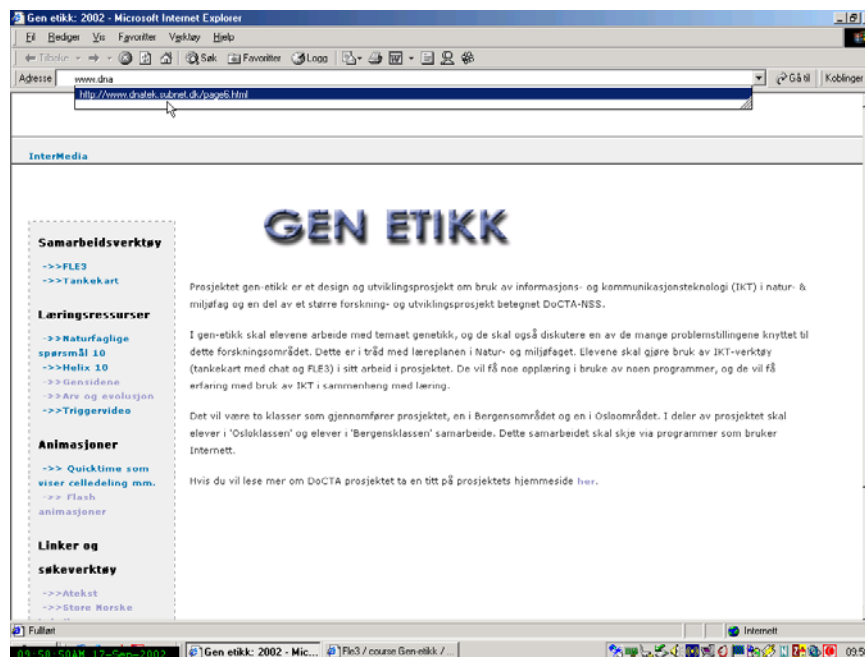 Gen etikk: 2002 - Microsoft Internet Explorer
Fil Rediger Vis Favoritter Verktøy Hjelp
Tilbake Søk Favoritter Logg
Adresse www.dna Gå til Koblinger
http://www.dnatek.subnet.dk/page6.html
InterMedia
GEN ETIKK
Samarbeidsverktøy
->>FLE3
->>Tankekart
Læringsressurser
->>Naturfaglige
spørsmål 10
->>Helix 10
->>Gensidene
->>Arv og evolusjon
->>Triggervideo
Animasjoner
->> Quicktime som
viser celledeling mm.
->> Flash
animasjoner
Linker og
søkeverktøy
->>Atekst
->>Store Norske
Prosjektet gen-etikk er et design og utviklingsprosjekt om bruk av informasjons- og kommunikasjonsteknologi (IKT) i natur- &
miljøfag og en del av et større forskning- og utviklingsprosjekt betegnet DoCTA-NSS.
I gen-etikk skal elevene arbeide med temaet genetikk, og de skal også diskutere en av de mange problemstillingene knyttet til
dette forskningsområdet. Dette er i tråd med læreplanen i Natur- og miljøfaget. Elevene skal gjøre bruk av IKT-verktøy
(tankekart med chat og FLE3) i sitt arbeid i prosjektet. De vil få noe opplæring i bruke av noen programmer, og de vil få
erfaring med bruk av IKT i sammenheng med læring.
Det vil være to klasser som gjennomfører prosjektet, en i Bergensområdet og en i Osloområdet. I deler av prosjektet skal
elever i 'Osloklassen' og elever i 'Bergensklassen' samarbeide. Dette samarbeidet skal skje via programmer som bruker
Internett.
Hvis du vil lese mer om DoCTA prosjektet ta en titt på prosjektets hjemmeside her.
Fullført Internett
09:58:50AM 17-Sep-2002 Gen etikk: 2002 - Mic... Fle3 / course Gen-etikk / ... 09:5